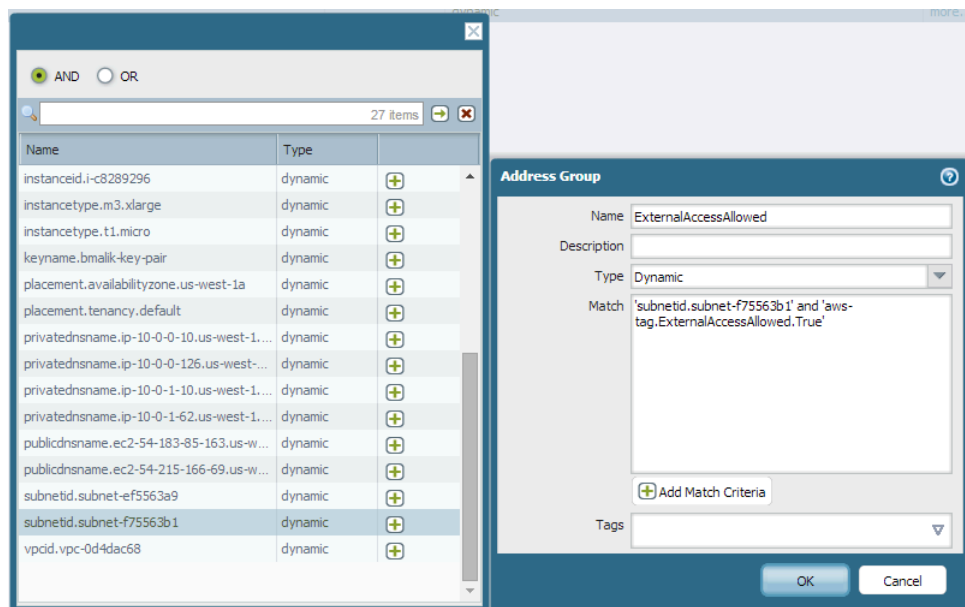 dynamic
more.
AND OR
27 items
Name Type
instanceid.i-c8289296 dynamic
instancetype.m3.xlarge dynamic
instancetype.t1.micro dynamic
keyname.bmalik-key-pair dynamic
placement.availabilityzone.us-west-1a dynamic
placement.tenancy.default dynamic
privatednsname.ip-10-0-0-10.us-west-1.... dynamic
privatednsname.ip-10-0-0-126.us-west-... dynamic
privatednsname.ip-10-0-1-10.us-west-1.... dynamic
privatednsname.ip-10-0-1-62.us-west-1.... dynamic
publicdnsname.ec2-54-183-85-163.us-w... dynamic
publicdnsname.ec2-54-215-166-69.us-w... dynamic
subnetid.subnet-ef5563a9 dynamic
subnetid.subnet-f75563b1 dynamic
vpcid.vpc-0d4dac68 dynamic
Address Group
Name ExternalAccessAllowed
Description
Type Dynamic
Match 'subnetid.subnet-f75563b1' and 'aws-
tag.ExternalAccessAllowed.True'
Add Match Criteria
Tags
OK Cancel